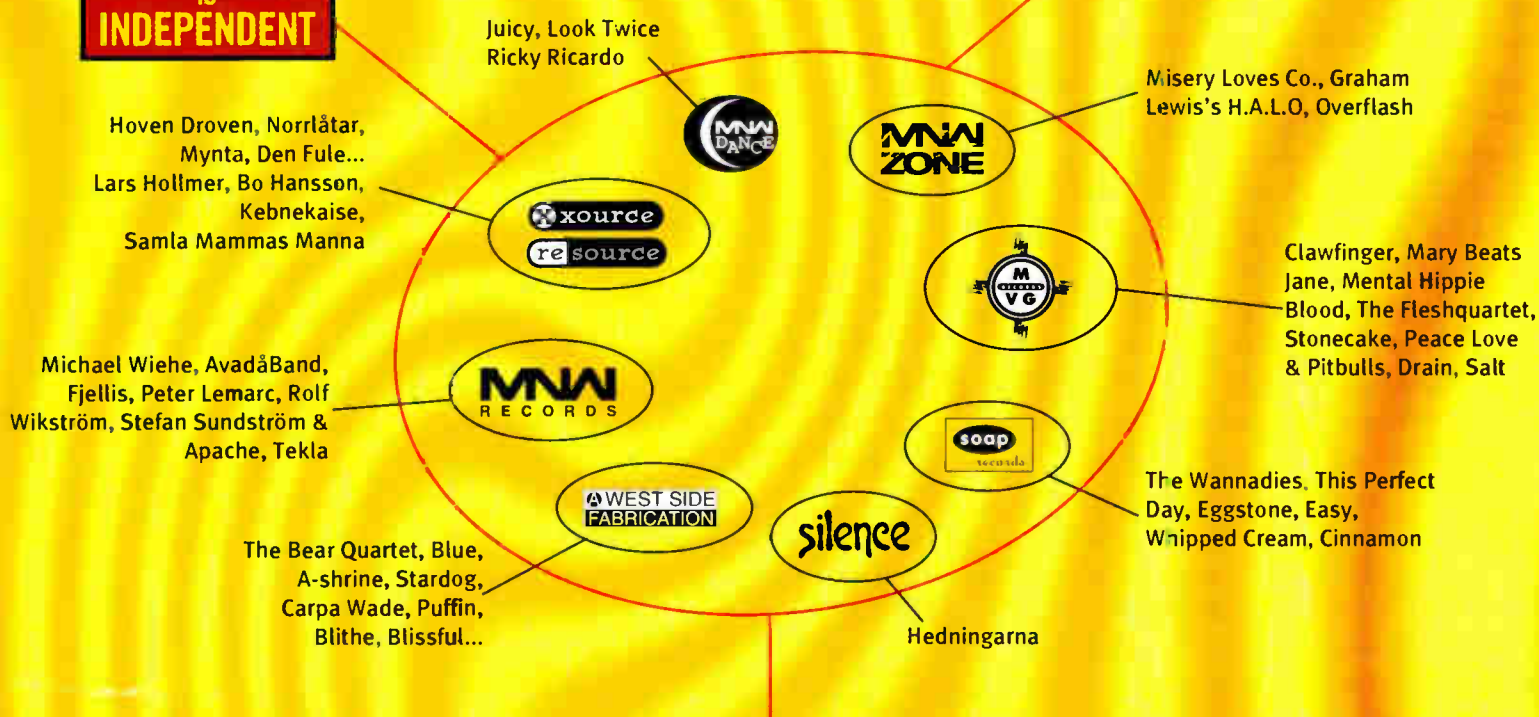 INDEPENDENT
Juicy, Look Twice
Ricky Ricardo
MNW
DANCE
MNW
ZONE
Misery Loves Co., Graham
Lewis's H.A.L.O, Overflash
Hoven Droven, Norrlåtar,
Mynta, Den Fule...
Lars Hollmer, Bo Hansson,
Kebnekaise,
Samla Mammas Manna
xource
resource
M
RECORDS
VG
Clawfinger, Mary Beats
Jane, Mental Hippie
Blood, The Fleshquartet,
Stonecake, Peace Love
& Pitbulls, Drain, Salt
Michael Wiehe, AvadåBand,
Fjellis, Peter Lemarc, Rolf
Wikström, Stefan Sundström &
Apache, Tekla
MNW
RECORDS
soap
records
The Wannadies, This Perfect
Day, Eggstone, Easy,
Whipped Cream, Cinnamon
A WEST SIDE
FABRICATION
silence
The Bear Quartet, Blue,
A-shrine, Stardog,
Carpa Wade, Puffin,
Blithe, Blissful...
Hedningarna